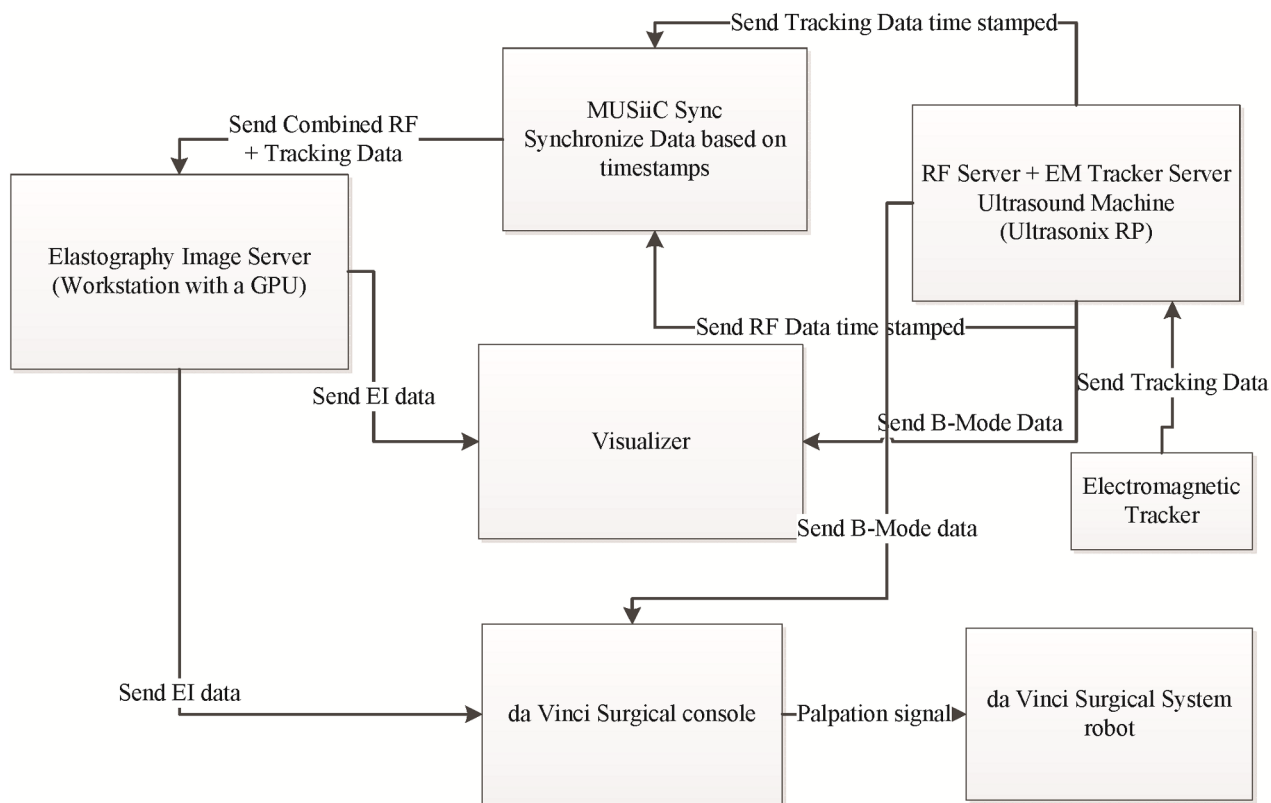 Send Tracking Data time stamped
MUSiiC Sync
Synchronize Data based on
timestamps
Send Combined RF
+ Tracking Data
RF Server + EM Tracker Server
Ultrasound Machine
(Ultrasonix RP)
Elastography Image Server
(Workstation with a GPU)
Send RF Data time stamped
Send EI data
Send Tracking Data
Visualizer
Send B-Mode Data
Electromagnetic
Tracker
Send B-Mode data
Send EI data
da Vinci Surgical console
Palpation signal
da Vinci Surgical System
robot